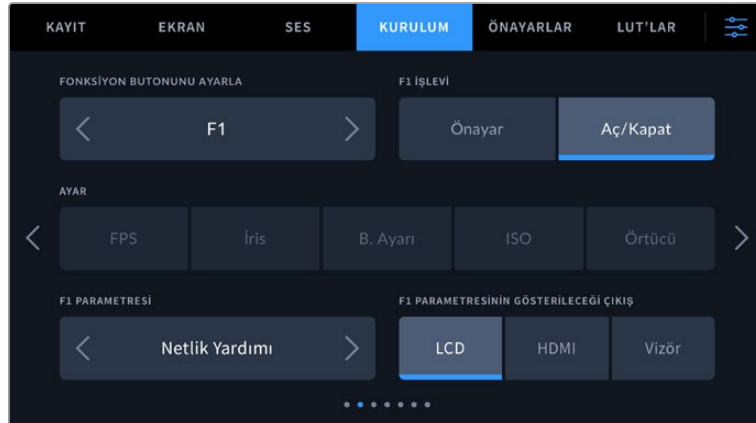 KAYIT EKRAN SES KURULUM ÖNAYARLAR LUT’LAR
FONKSİYON BUTONUNU AYARLA F1 İŞLEVİ
F1 Önayar Aç/Kapat
AYAR
FPS İris B. Ayarı ISO Örtücü
F1 PARAMETRESİ F1 PARAMETRESİNİN GÖSTERİLECEĞİ ÇIKIŞ
Netlik Yardımı LCD HDMI Vizör